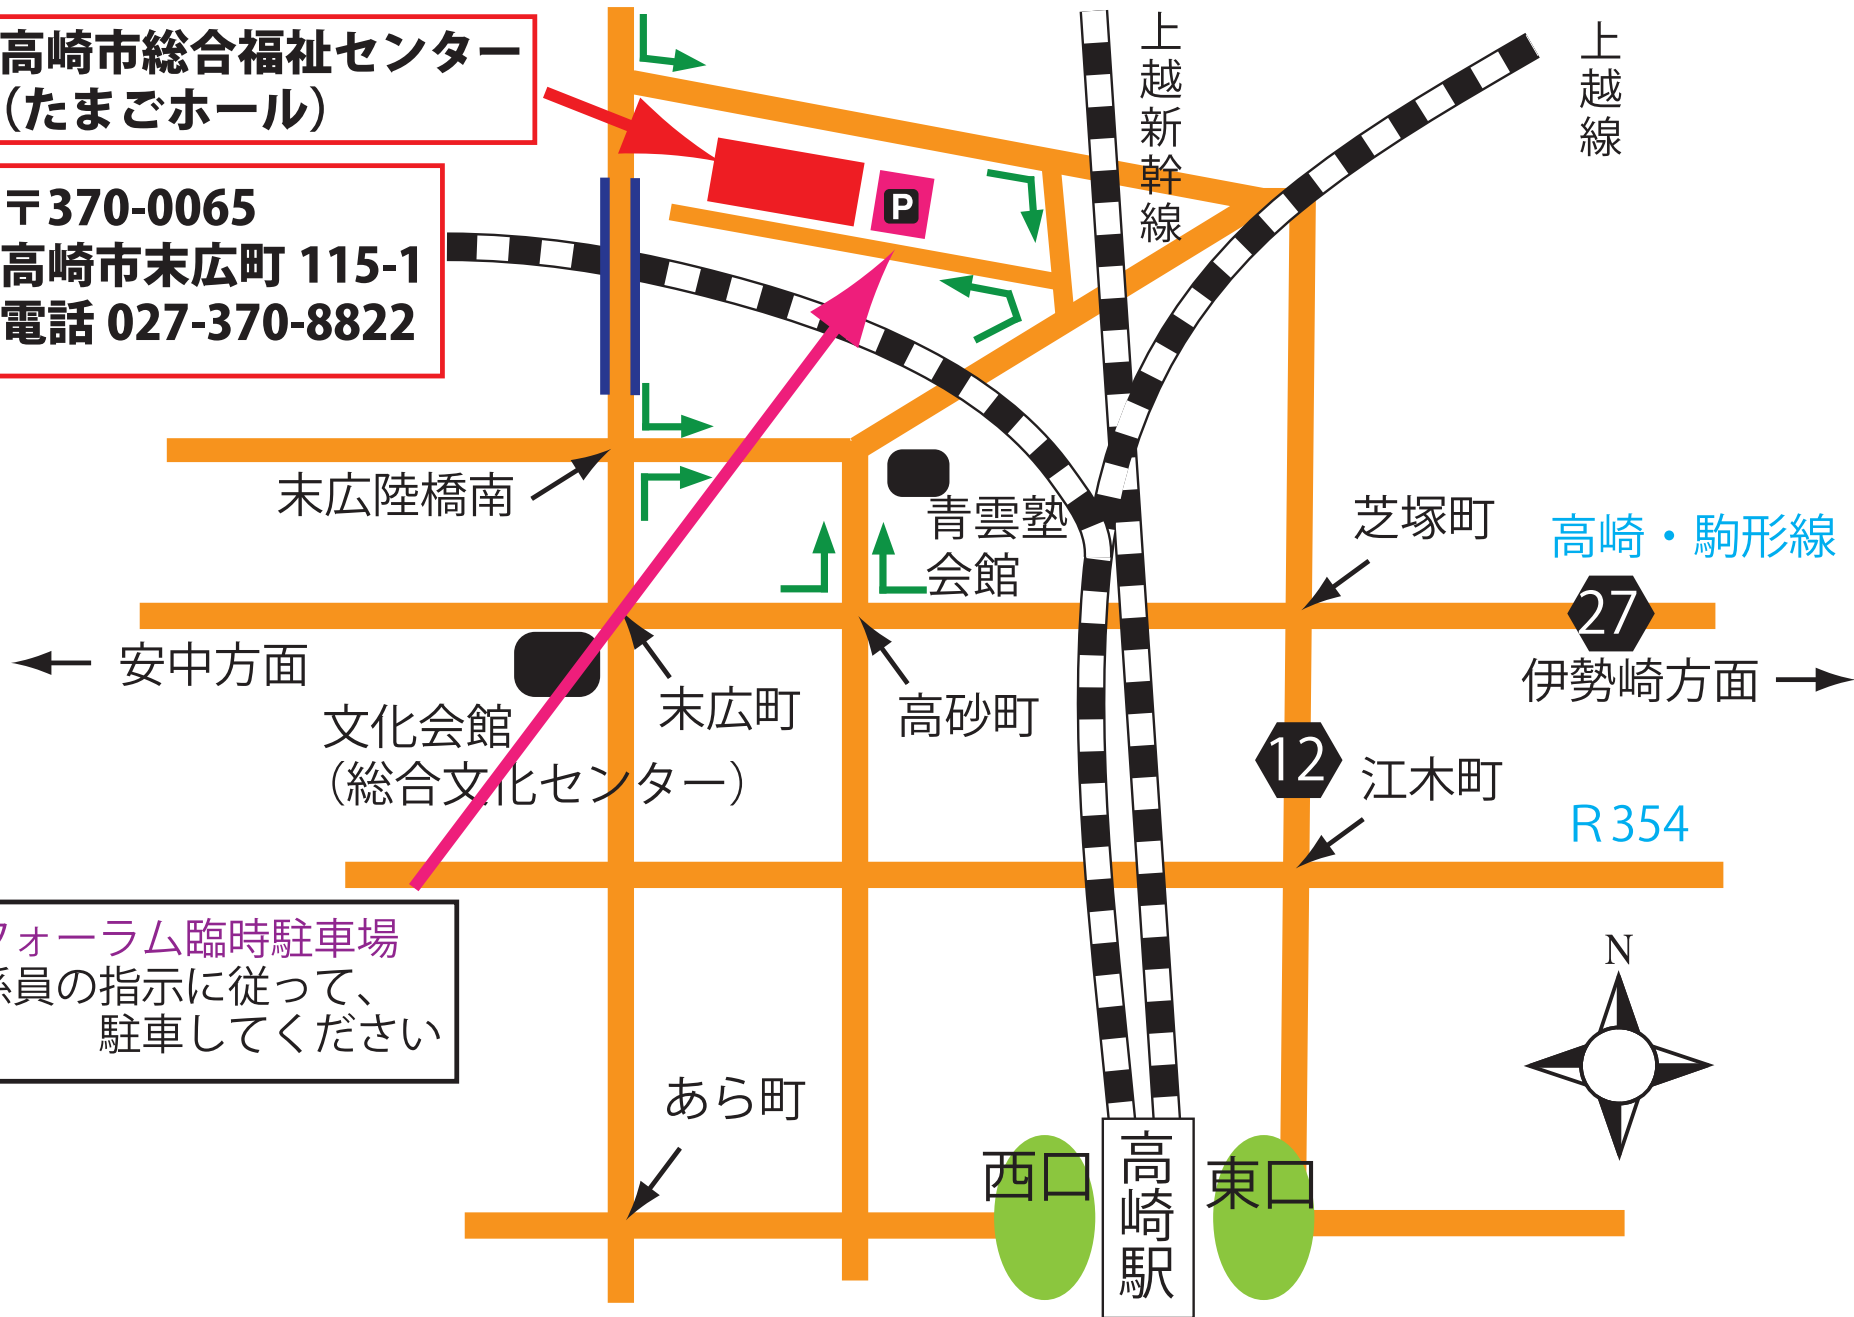 高崎市総合福祉センター
（たまごホール）
〒370-0065
高崎市末広町 115-1
電話 027-370-8822
上越新幹線
上越線
P
末広陸橋南
青雲塾
会館
芝塚町
高崎・駒形線
27
安中方面
伊勢崎方面
文化会館
（総合文化センター）
末広町
高砂町
12
江木町
R354
フォーラム臨時駐車場
係員の指示に従って、
駐車してください
N
あら町
西口
高崎駅
東口